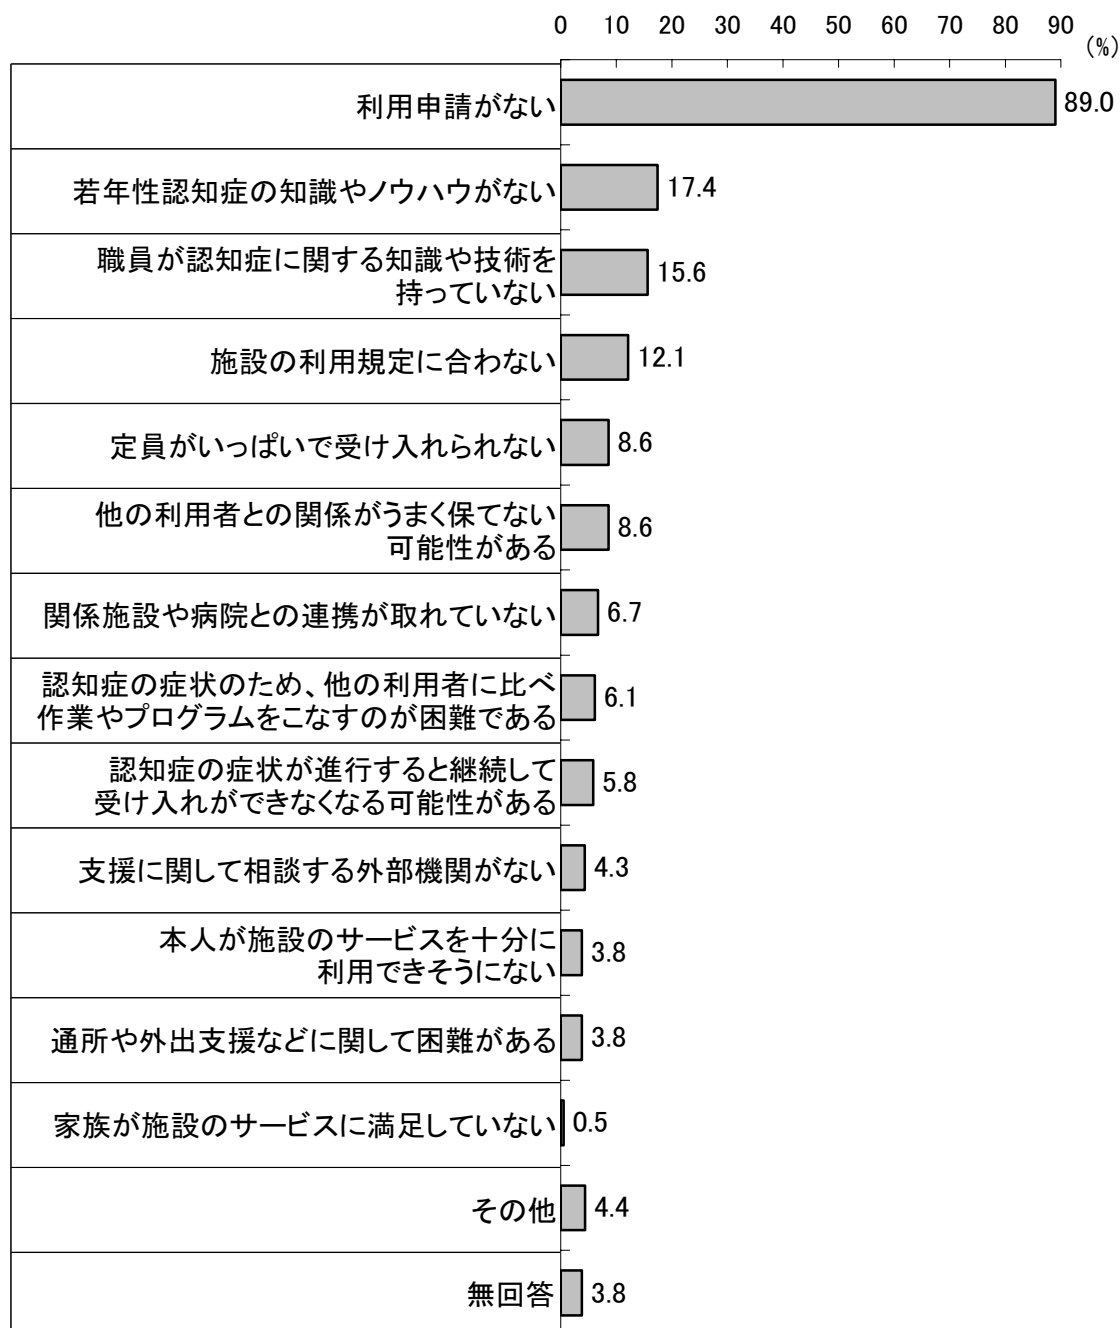 0 10 20 30 40 50 60 70 80 90
(%)
利用申請がない 89.0
若年性認知症の知識やノウハウがない 17.4
職員が認知症に関する知識や技術を
持っていない 15.6
施設の利用規定に合わない 12.1
定員がいっぱいで受け入れられない 8.6
他の利用者との関係がうまく保てない
可能性がある 8.6
関係施設や病院との連携が取れていない 6.7
認知症の症状のため、他の利用者に比べ
作業やプログラムをこなすのが困難である 6.1
認知症の症状が進行すると継続して
受け入れができなくなる可能性がある 5.8
支援に関して相談する外部機関がない 4.3
本人が施設のサービスを十分に
利用できそうにない 3.8
通所や外出支援などに関して困難がある 3.8
家族が施設のサービスに満足していない 0.5
その他 4.4
無回答 3.8